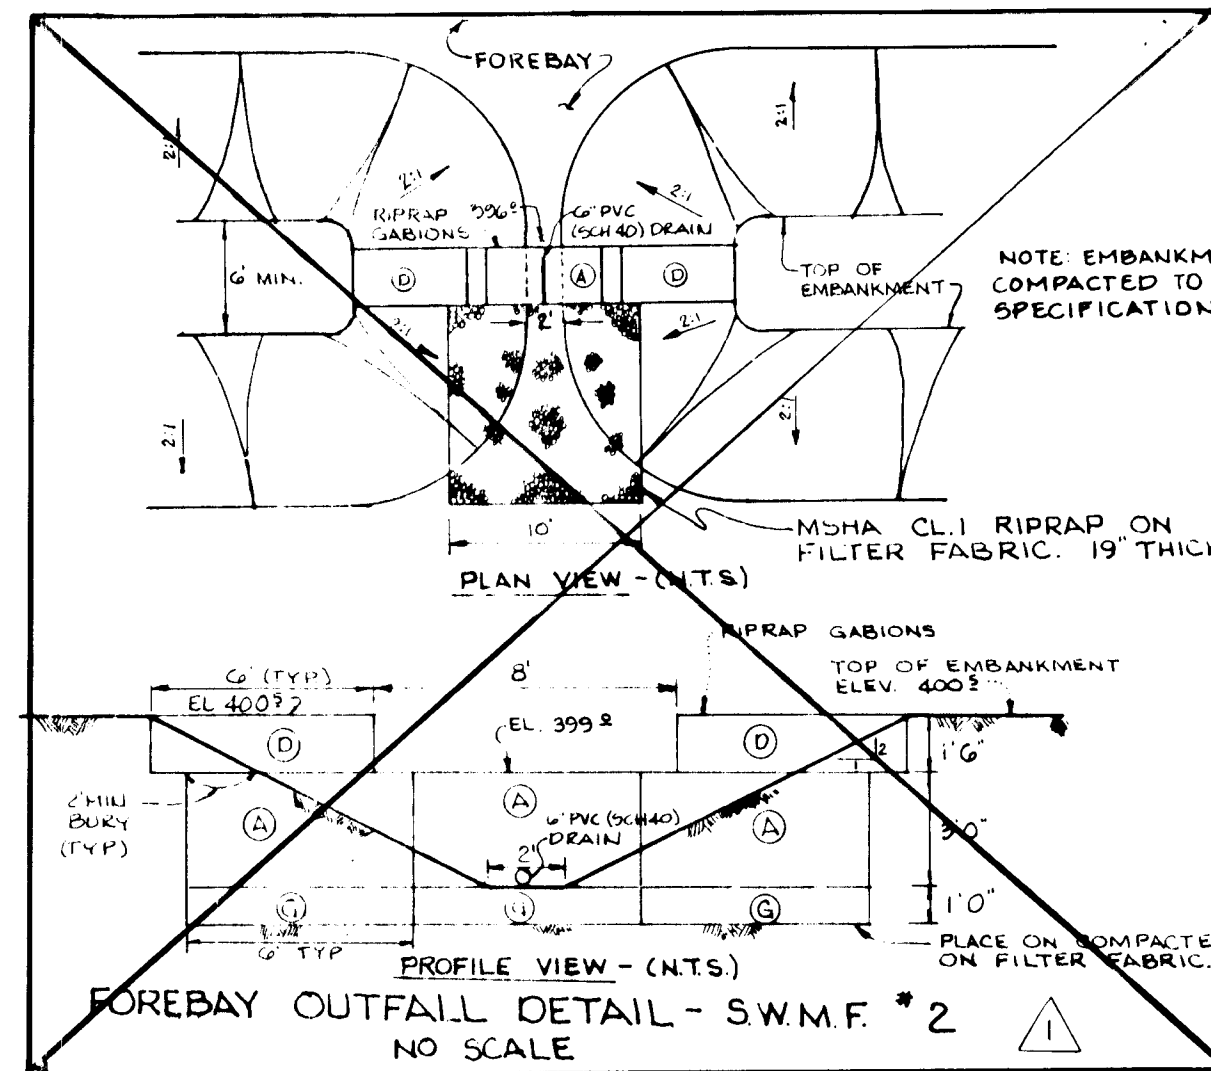 FOREBAY
2:1
2:1
2:1
2:1
RIPRAP
GABIONS
396.0
6" PVC
(SCH 40) DRAIN
D
A
D
6' MIN.
TOP OF
EMBANKMENT
NOTE: EMBANKM
COMPACTED TO
SPECIFICATION
2'
2:1
2:1
2:1
2:1
10'
MSHA CL.1 RIPRAP ON
FILTER FABRIC. 19" THICK
PLAN VIEW - (N.T.S)
RIPRAP GABIONS
6' (TYP)
8'
TOP OF EMBANKMENT
ELEV. 400.5
EL 400.5
EL. 399.0
D
D
2
1
1'6"
2' MIN
BURY
(TYP)
A
A
A
6" PVC (SCH 40)
DRAIN
2'
3'0"
G
G
G
1'0"
6' TYP
PLACE ON COMPACTE
ON FILTER FABRIC.
PROFILE VIEW - (N.T.S.)
FOREBAY OUTFALL DETAIL - S.W.M.F. #2
NO SCALE
1